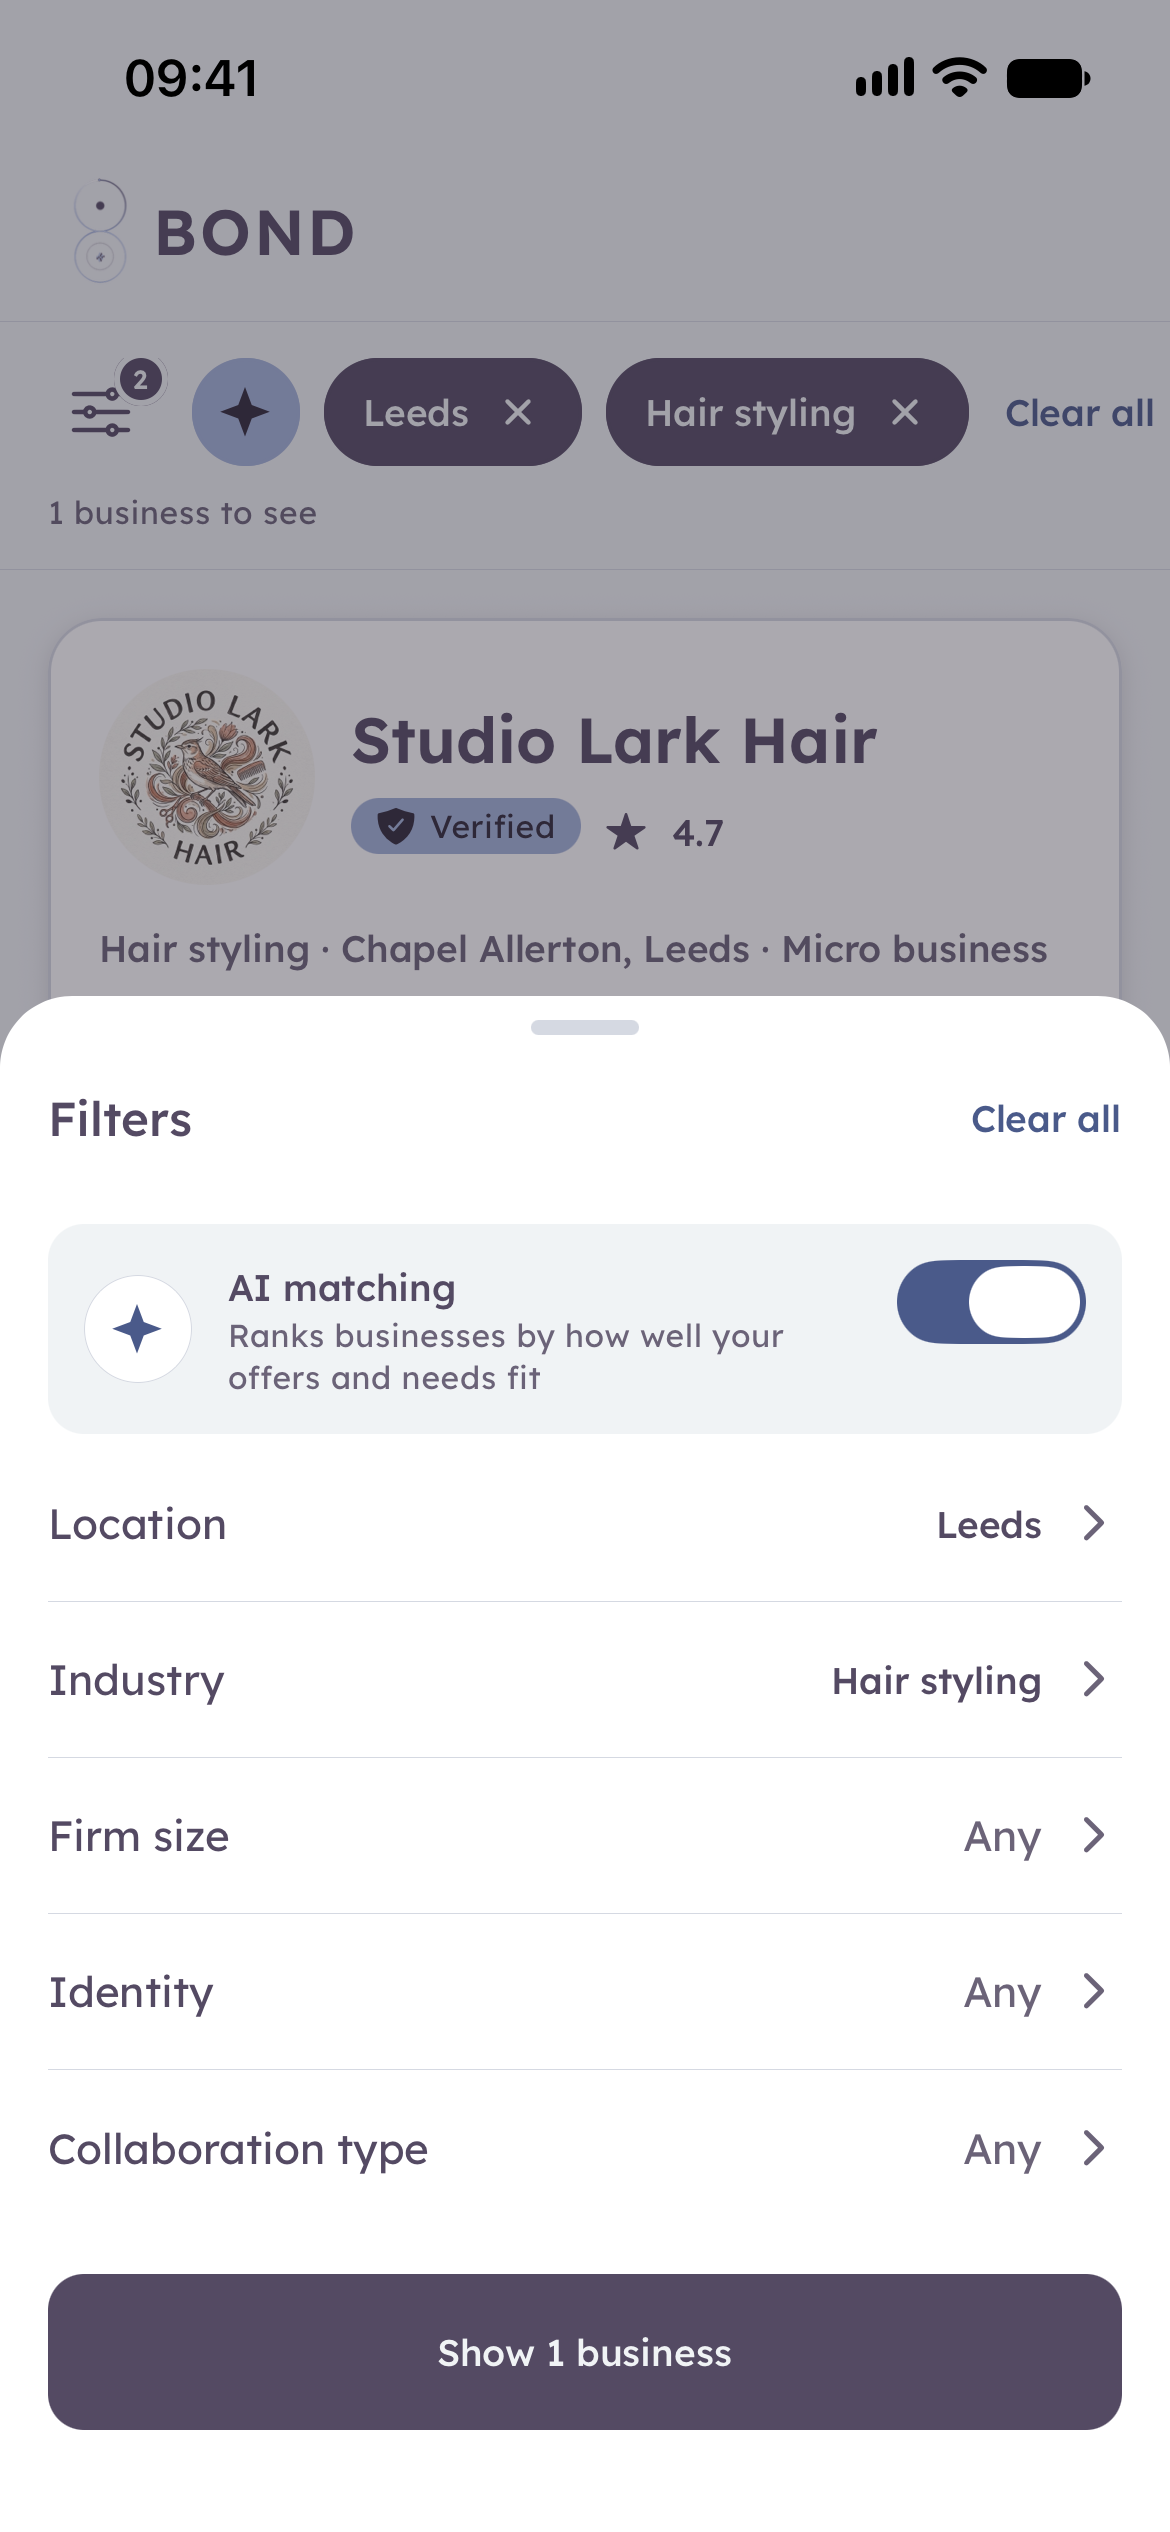 09:41
BOND
2
Leeds
Hair styling
Clear all
1 business to see
STUDIO LARK
HAIR
Studio Lark Hair
Verified
4.7
Hair styling · Chapel Allerton, Leeds · Micro business
Filters
Clear all
AI matching
Ranks businesses by how well your
offers and needs fit
Location
Leeds
Industry
Hair styling
Firm size
Any
Identity
Any
Collaboration type
Any
Show 1 business